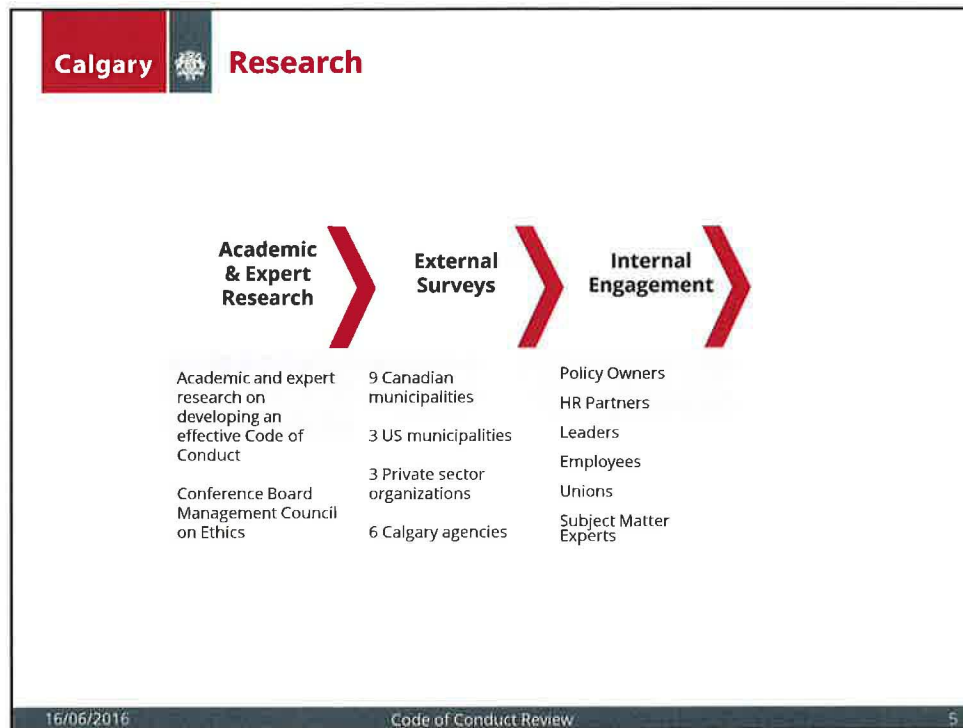 Calgary
Research
Academic
& Expert
Research
External
Surveys
Internal
Engagement
Academic and expert
research on
developing an
effective Code of
Conduct
Conference Board
Management Council
on Ethics
9 Canadian
municipalities
3 US municipalities
3 Private sector
organizations
6 Calgary agencies
Policy Owners
HR Partners
Leaders
Employees
Unions
Subject Matter
Experts
16/06/2016
Code of Conduct Review
5